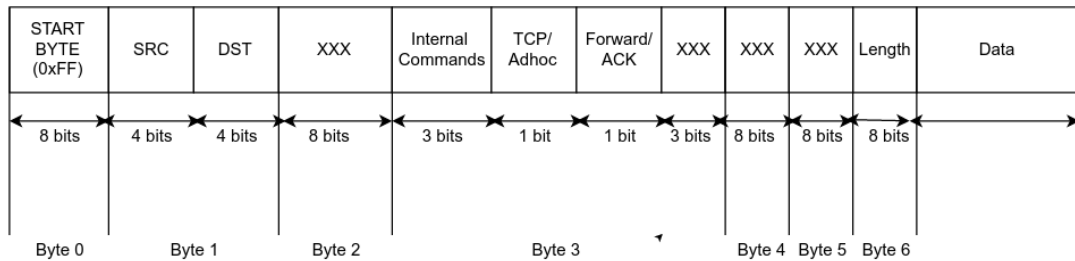 START
BYTE
(0xFF)
SRC
DST
XXX
Internal
Commands
TCP/
Adhoc
Forward/
ACK
XXX
XXX
XXX
Length
Data
8 bits
4 bits
4 bits
8 bits
3 bits
1 bit
1 bit
3 bits
8 bits
8 bits
8 bits
Byte 0
Byte 1
Byte 2
Byte 3
Byte 4
Byte 5
Byte 6